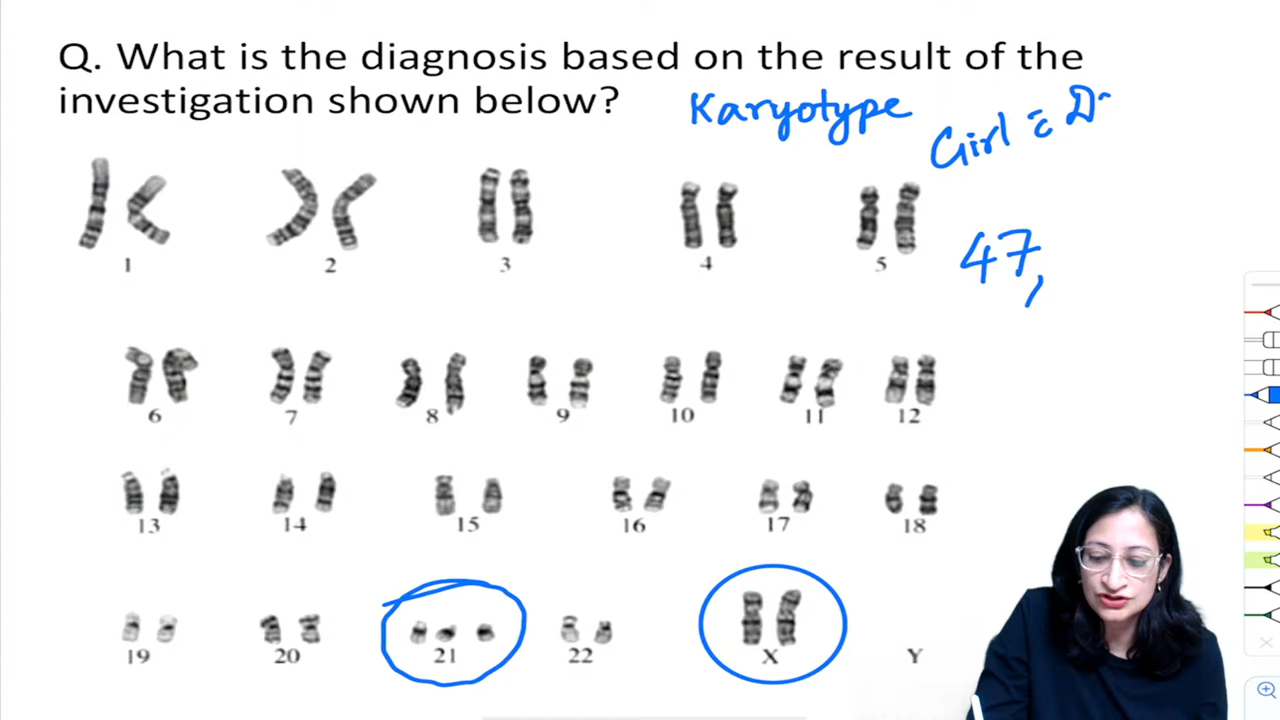 Q. What is the diagnosis based on the result of the
investigation shown below?
Karyotype
Girl c̄ D
47,
1 2 3 4 5
6 7 8 9 10 11 12
13 14 15 16 17 18
19 20 21 22 X Y